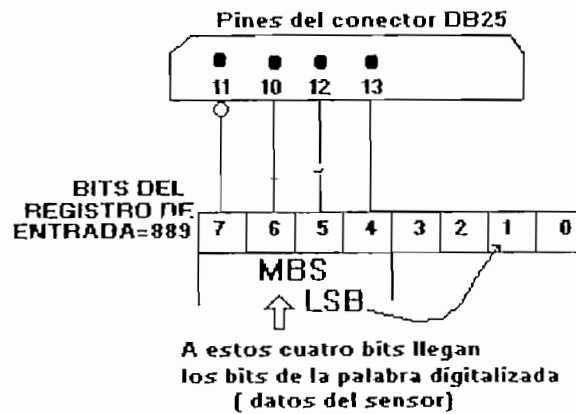 Pines del conector DB25
11 10 12 13
BITS DEL
REGISTRO DE
ENTRADA=889
7 6 5 4 3 2 1 0
MBS
LSB
A estos cuatro bits llegan
los bits de la palabra digitalizada
( datos del sensor)